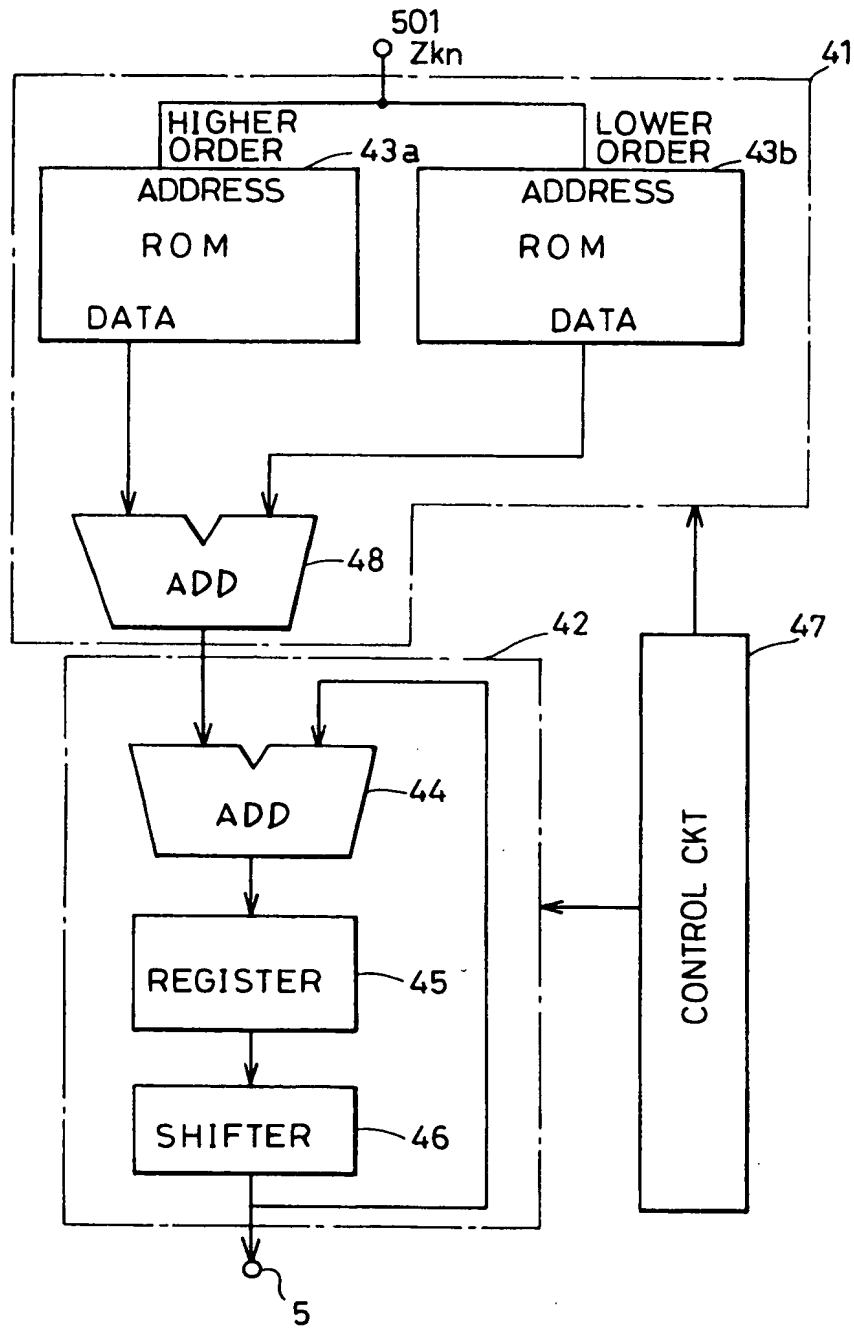 501
Zkn
41
HIGHER
ORDER
43a
LOWER
ORDER
43b
ADDRESS
ROM
DATA
ADDRESS
ROM
DATA
ADD
48
42
47
ADD
44
REGISTER
45
SHIFTER
46
CONTROL CKT
5